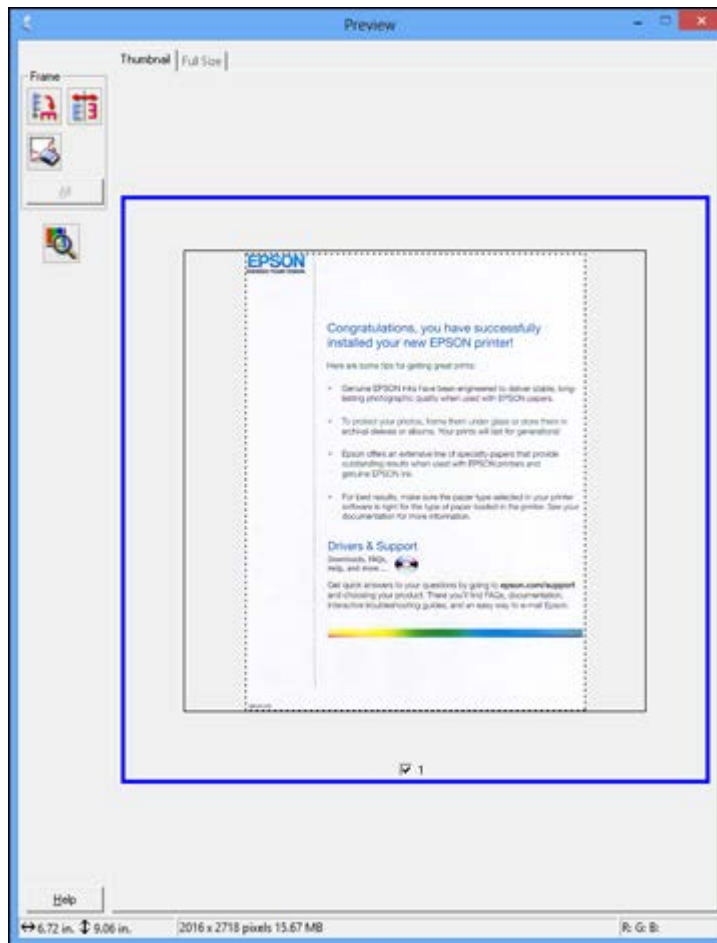 Preview
Thumbnail
Full Size
Frame
All
EPSON
EXCEED YOUR VISION
Congratulations, you have successfully
installed your new EPSON printer!
Here are some tips for getting great prints:
• Genuine EPSON inks have been engineered to deliver stable, long-
lasting photographic quality when used with EPSON papers.
• To protect your photos, frame them under glass or store them in
archival sleeves or albums. Your prints will last for generations!
• Epson offers an extensive line of specialty papers that provide
outstanding results when used with EPSON printers and
genuine EPSON ink.
• For best results, make sure the paper type selected in your printer
software is right for the type of paper loaded in the printer. See your
documentation for more information.
Drivers & Support
Downloads, FAQs,
help, and more....
Get quick answers to your questions by going to epson.com/support
and choosing your product. There you'll find FAQs, documentation,
interactive troubleshooting guides, and an easy way to e-mail Epson.
1
Help
6.72 in. 9.06 in. 2016 x 2718 pixels 15.67 MB R: G: B: